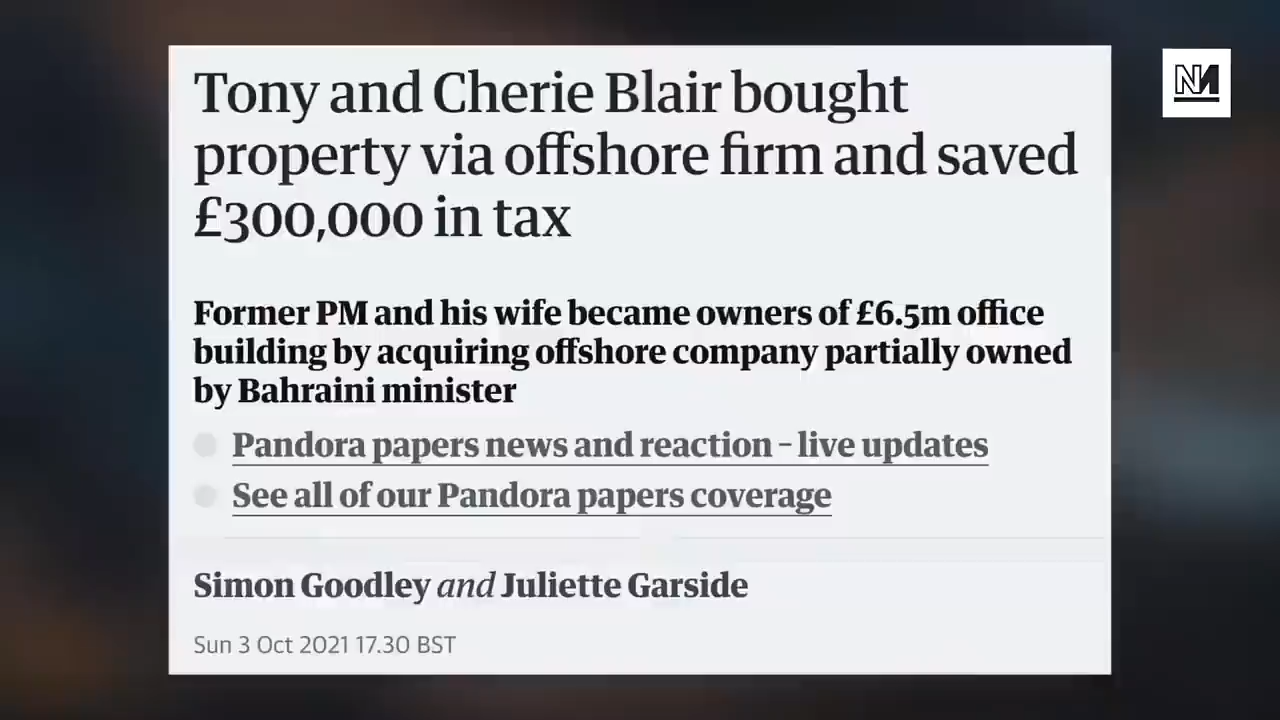 Tony and Cherie Blair bought
property via offshore firm and saved
£300,000 in tax
Former PM and his wife became owners of £6.5m office
building by acquiring offshore company partially owned
by Bahraini minister
Pandora papers news and reaction – live updates
See all of our Pandora papers coverage
Simon Goodley and Juliette Garside
Sun 3 Oct 2021 17.30 BST
NM